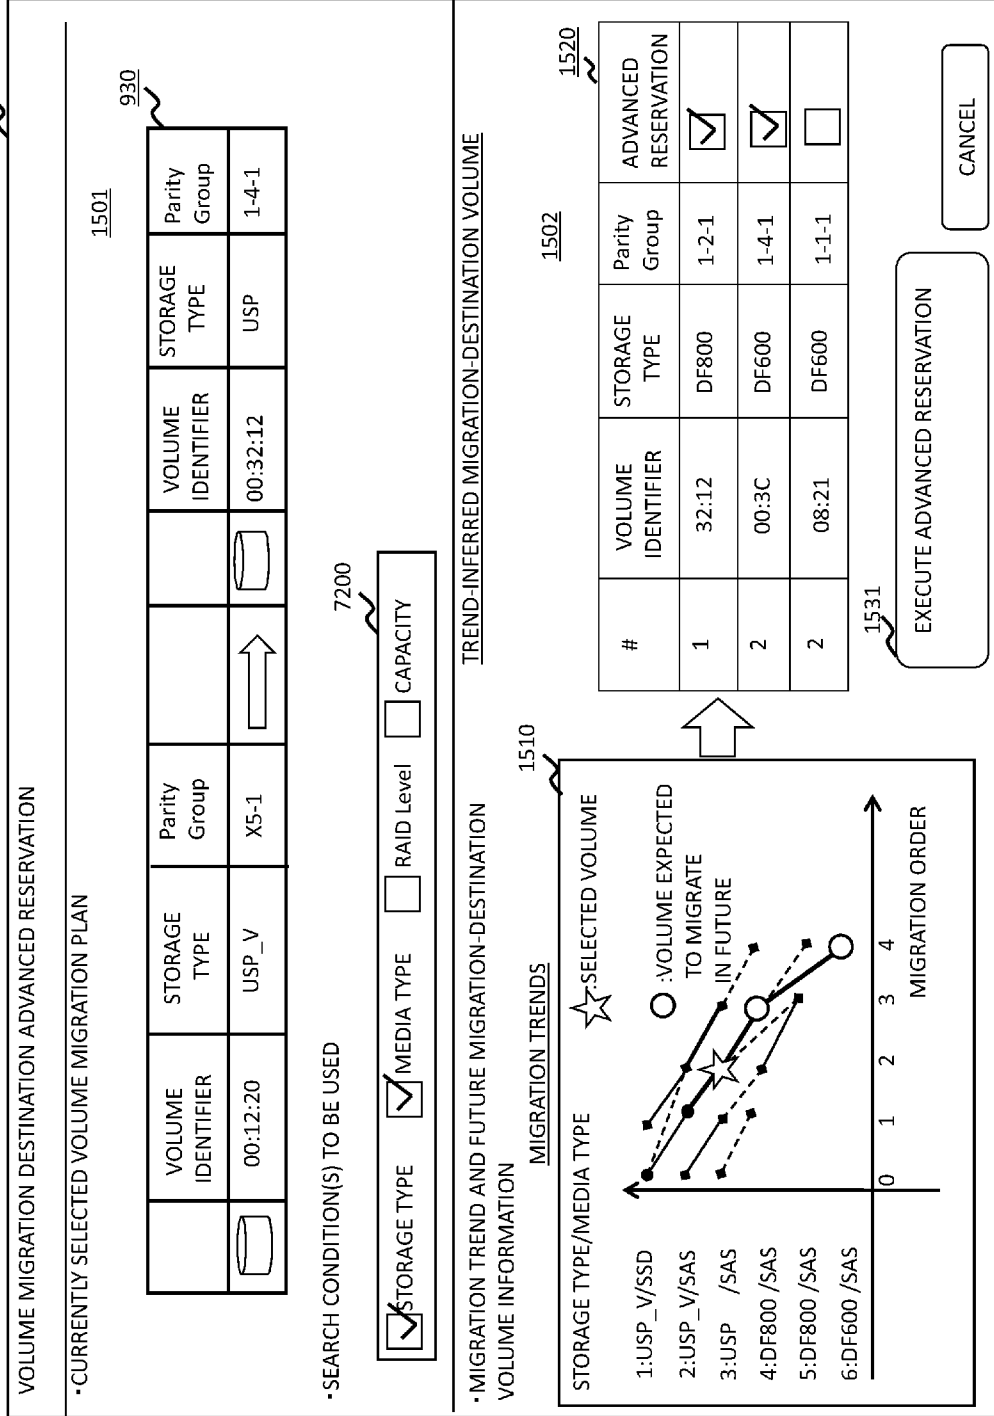 VOLUME MIGRATION DESTINATION ADVANCED RESERVATION
・CURRENTLY SELECTED VOLUME MIGRATION PLAN
1501
930
VOLUME IDENTIFIER STORAGE TYPE Parity Group VOLUME IDENTIFIER STORAGE TYPE Parity Group
00:12:20 USP_V X5-1 00:32:12 USP 1-4-1
・SEARCH CONDITION(S) TO BE USED
7200
STORAGE TYPE MEDIA TYPE RAID Level CAPACITY
・MIGRATION TREND AND FUTURE MIGRATION-DESTINATION
VOLUME INFORMATION
MIGRATION TRENDS
1510
STORAGE TYPE/MEDIA TYPE
:SELECTED VOLUME
:VOLUME EXPECTED
TO MIGRATE
IN FUTURE
1:USP_V/SSD
2:USP_V/SAS
3:USP /SAS
4:DF800 /SAS
5:DF800 /SAS
6:DF600 /SAS
0 1 2 3 4
MIGRATION ORDER
TREND-INFERRED MIGRATION-DESTINATION VOLUME
1502
1520
# VOLUME IDENTIFIER STORAGE TYPE Parity Group ADVANCED RESERVATION
1 32:12 DF800 1-2-1
2 00:3C DF600 1-4-1
2 08:21 DF600 1-1-1
1531
EXECUTE ADVANCED RESERVATION
CANCEL